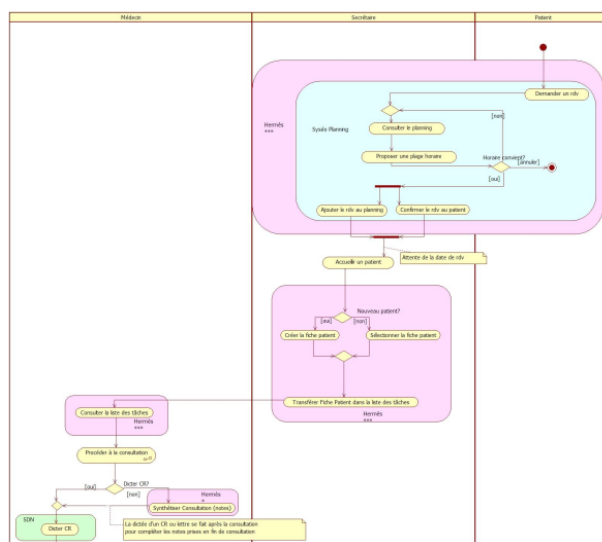 Médecin
Secrétaire
Patient
Demander un rdv
Hermès
***
Sysela Planning
[non]
Consulter le planning
Proposer une plage horaire
Horaire convient?
[annuler]
[oui]
Ajouter le rdv au planning
Confirmer le rdv au patient
Attente de la date de rdv
Accueillir un patient
Nouveau patient?
[oui]
[non]
Créer la fiche patient
Sélectionner la fiche patient
Transférer Fiche Patient dans la liste des tâches
Hermès
***
Consulter la liste des tâches
Hermès
***
Procéder à la consultation
Dicter CR?
[oui]
[non]
Hermès
*
Synthétiser Consultation (notes)
SDN
Dicter CR
La dictée d'un CR ou lettre se fait après la consultation
pour compléter les notes prises en fin de consultation